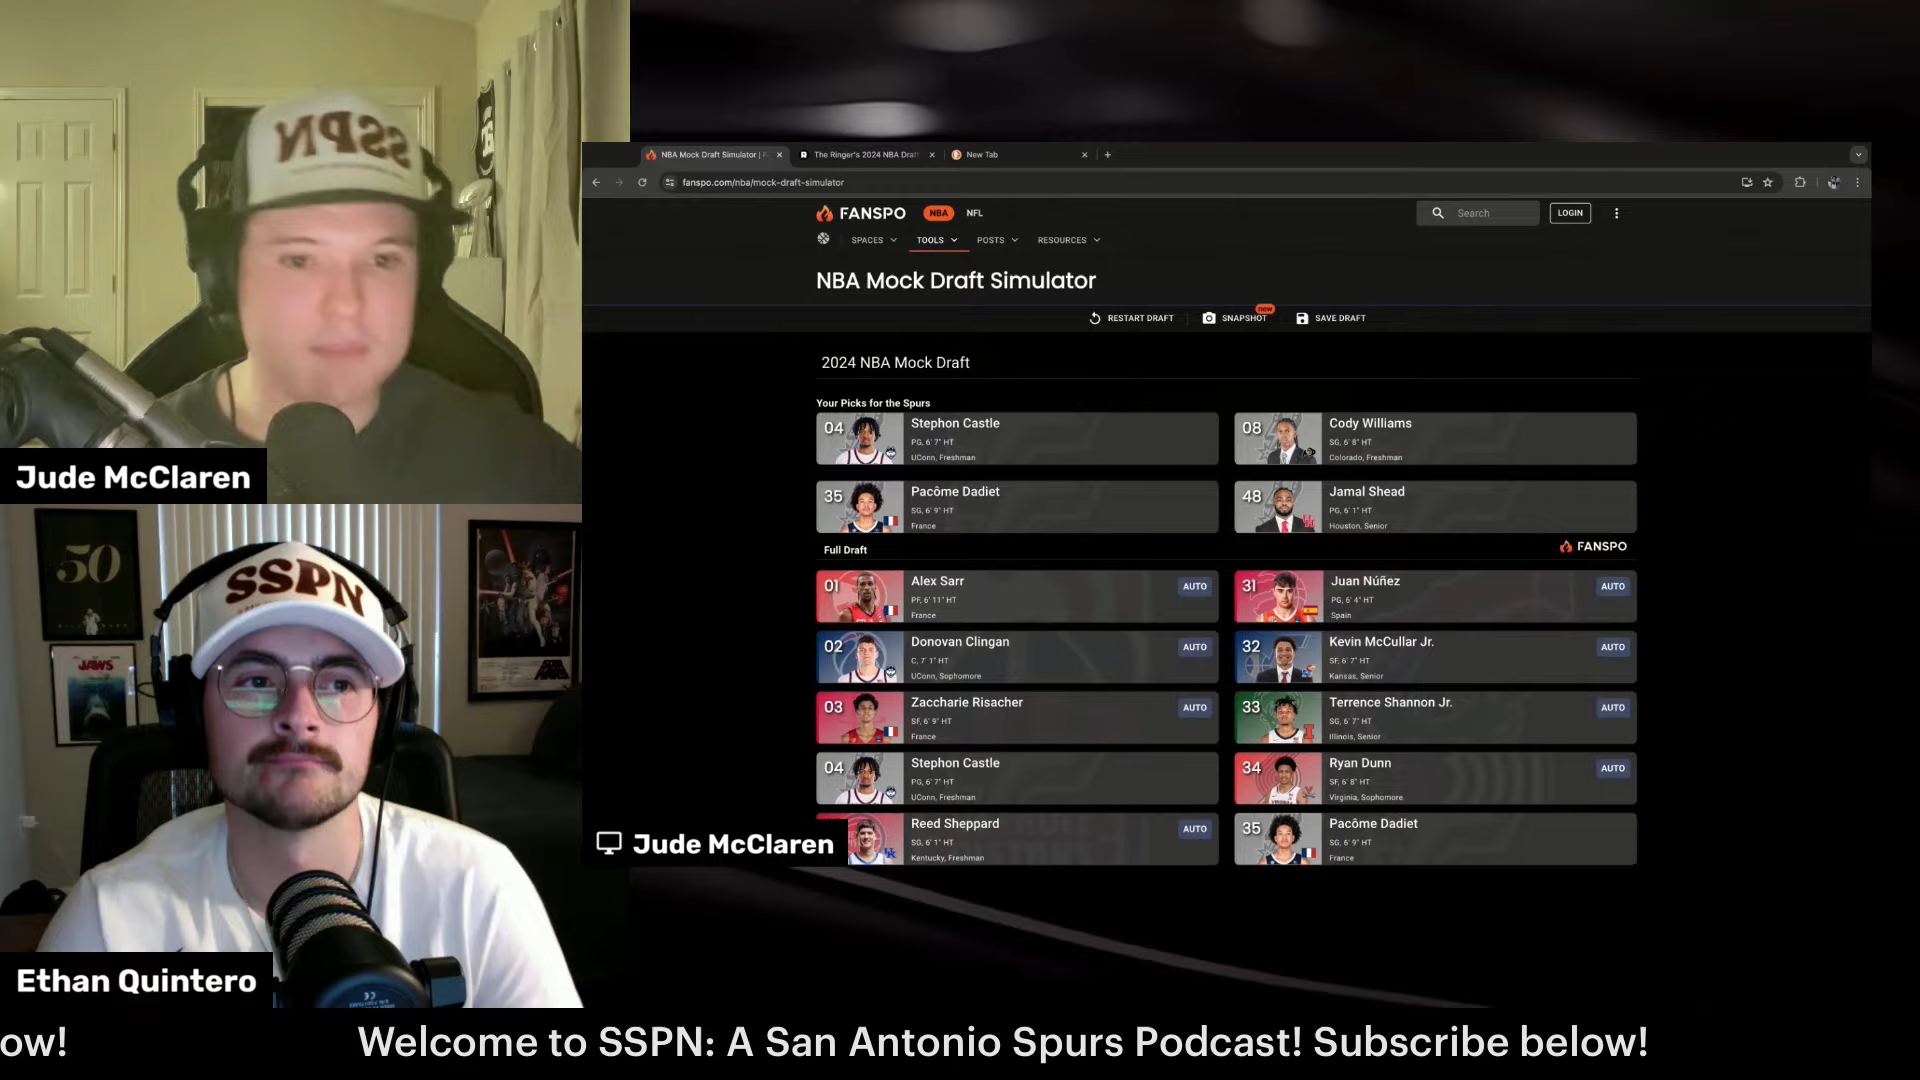 SSPN
Jude McClaren
50
JAWS
SSPN
Ethan Quintero
NBA Mock Draft Simulator | F
The Ringer's 2024 NBA Draft
New Tab
fanspo.com/nba/mock-draft-simulator
FANSPO NBA NFL
Search
LOGIN
SPACES TOOLS POSTS RESOURCES
NBA Mock Draft Simulator
RESTART DRAFT SNAPSHOT new SAVE DRAFT
2024 NBA Mock Draft
Your Picks for the Spurs
04 Stephon Castle
PG, 6' 7" HT
UConn, Freshman
08 Cody Williams
SG, 6' 8" HT
Colorado, Freshman
35 Pacôme Dadiet
SG, 6' 9" HT
France
48 Jamal Shead
PG, 6' 1" HT
Houston, Senior
Full Draft
FANSPO
01 Alex Sarr AUTO
PF, 6' 11" HT
France
31 Juan Núñez AUTO
PG, 6' 4" HT
Spain
02 Donovan Clingan AUTO
C, 7' 1" HT
UConn, Sophomore
32 Kevin McCullar Jr. AUTO
SF, 6' 7" HT
Kansas, Senior
03 Zaccharie Risacher AUTO
SF, 6' 9" HT
France
33 Terrence Shannon Jr. AUTO
SG, 6' 7" HT
Illinois, Senior
04 Stephon Castle
PG, 6' 7" HT
UConn, Freshman
34 Ryan Dunn AUTO
SF, 6' 8" HT
Virginia, Sophomore
Reed Sheppard AUTO
SG, 6' 1" HT
Kentucky, Freshman
35 Pacôme Dadiet
SG, 6' 9" HT
France
Jude McClaren
ow! Welcome to SSPN: A San Antonio Spurs Podcast! Subscribe below!